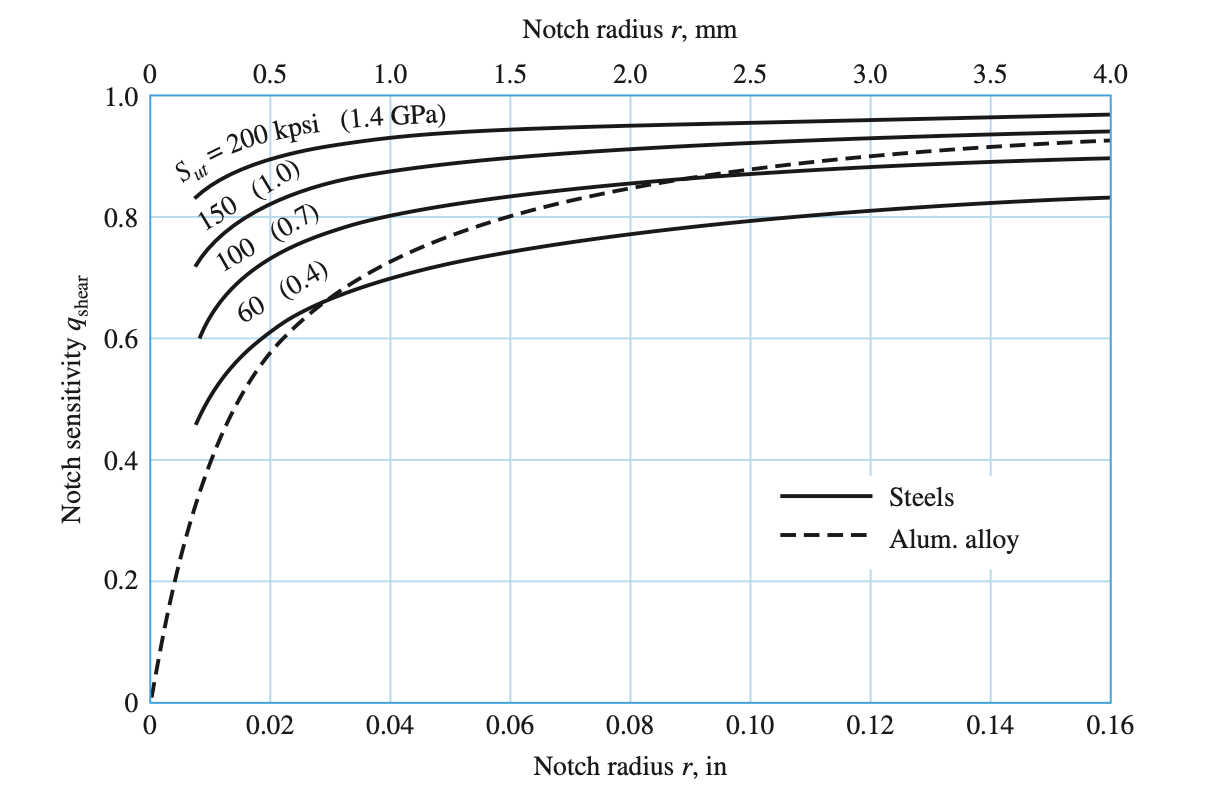 Notch radius r, mm
0 0.5 1.0 1.5 2.0 2.5 3.0 3.5 4.0
1.0
0.8
0.6
0.4
0.2
0
Notch sensitivity qshear
Sut = 200 kpsi (1.4 GPa)
150 (1.0)
100 (0.7)
60 (0.4)
Steels
Alum. alloy
0 0.02 0.04 0.06 0.08 0.10 0.12 0.14 0.16
Notch radius r, in